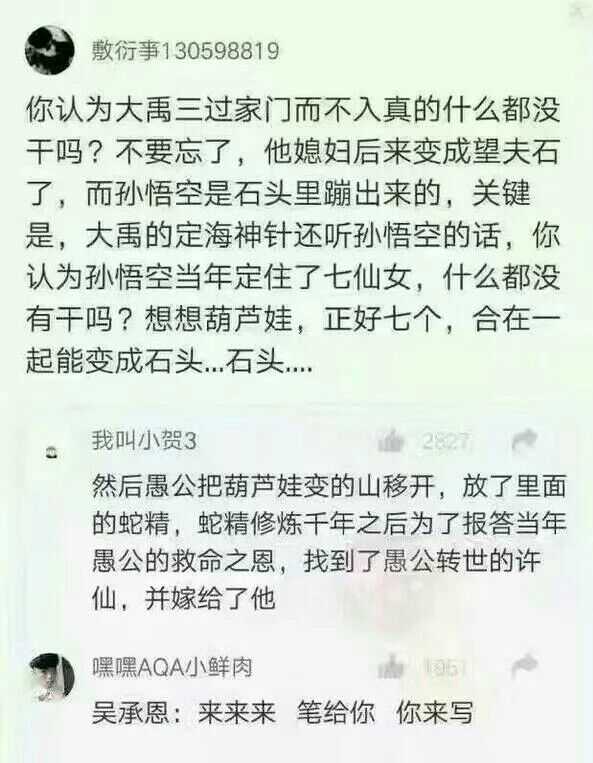 敷衍亊130598819
你认为大禹三过家门而不入真的什么都没
干吗？不要忘了，他媳妇后来变成望夫石
了，而孙悟空是石头里蹦出来的，关键
是，大禹的定海神针还听孙悟空的话，你
认为孙悟空当年定住了七仙女，什么都没
有干吗？想想葫芦娃，正好七个，合在一
起能变成石头...石头....
我叫小贺3 2827
然后愚公把葫芦娃变的山移开，放了里面
的蛇精，蛇精修炼千年之后为了报答当年
愚公的救命之恩，找到了愚公转世的许
仙，并嫁给了他
嘿嘿AQA小鲜肉 1951
吴承恩：来来来 笔给你 你来写